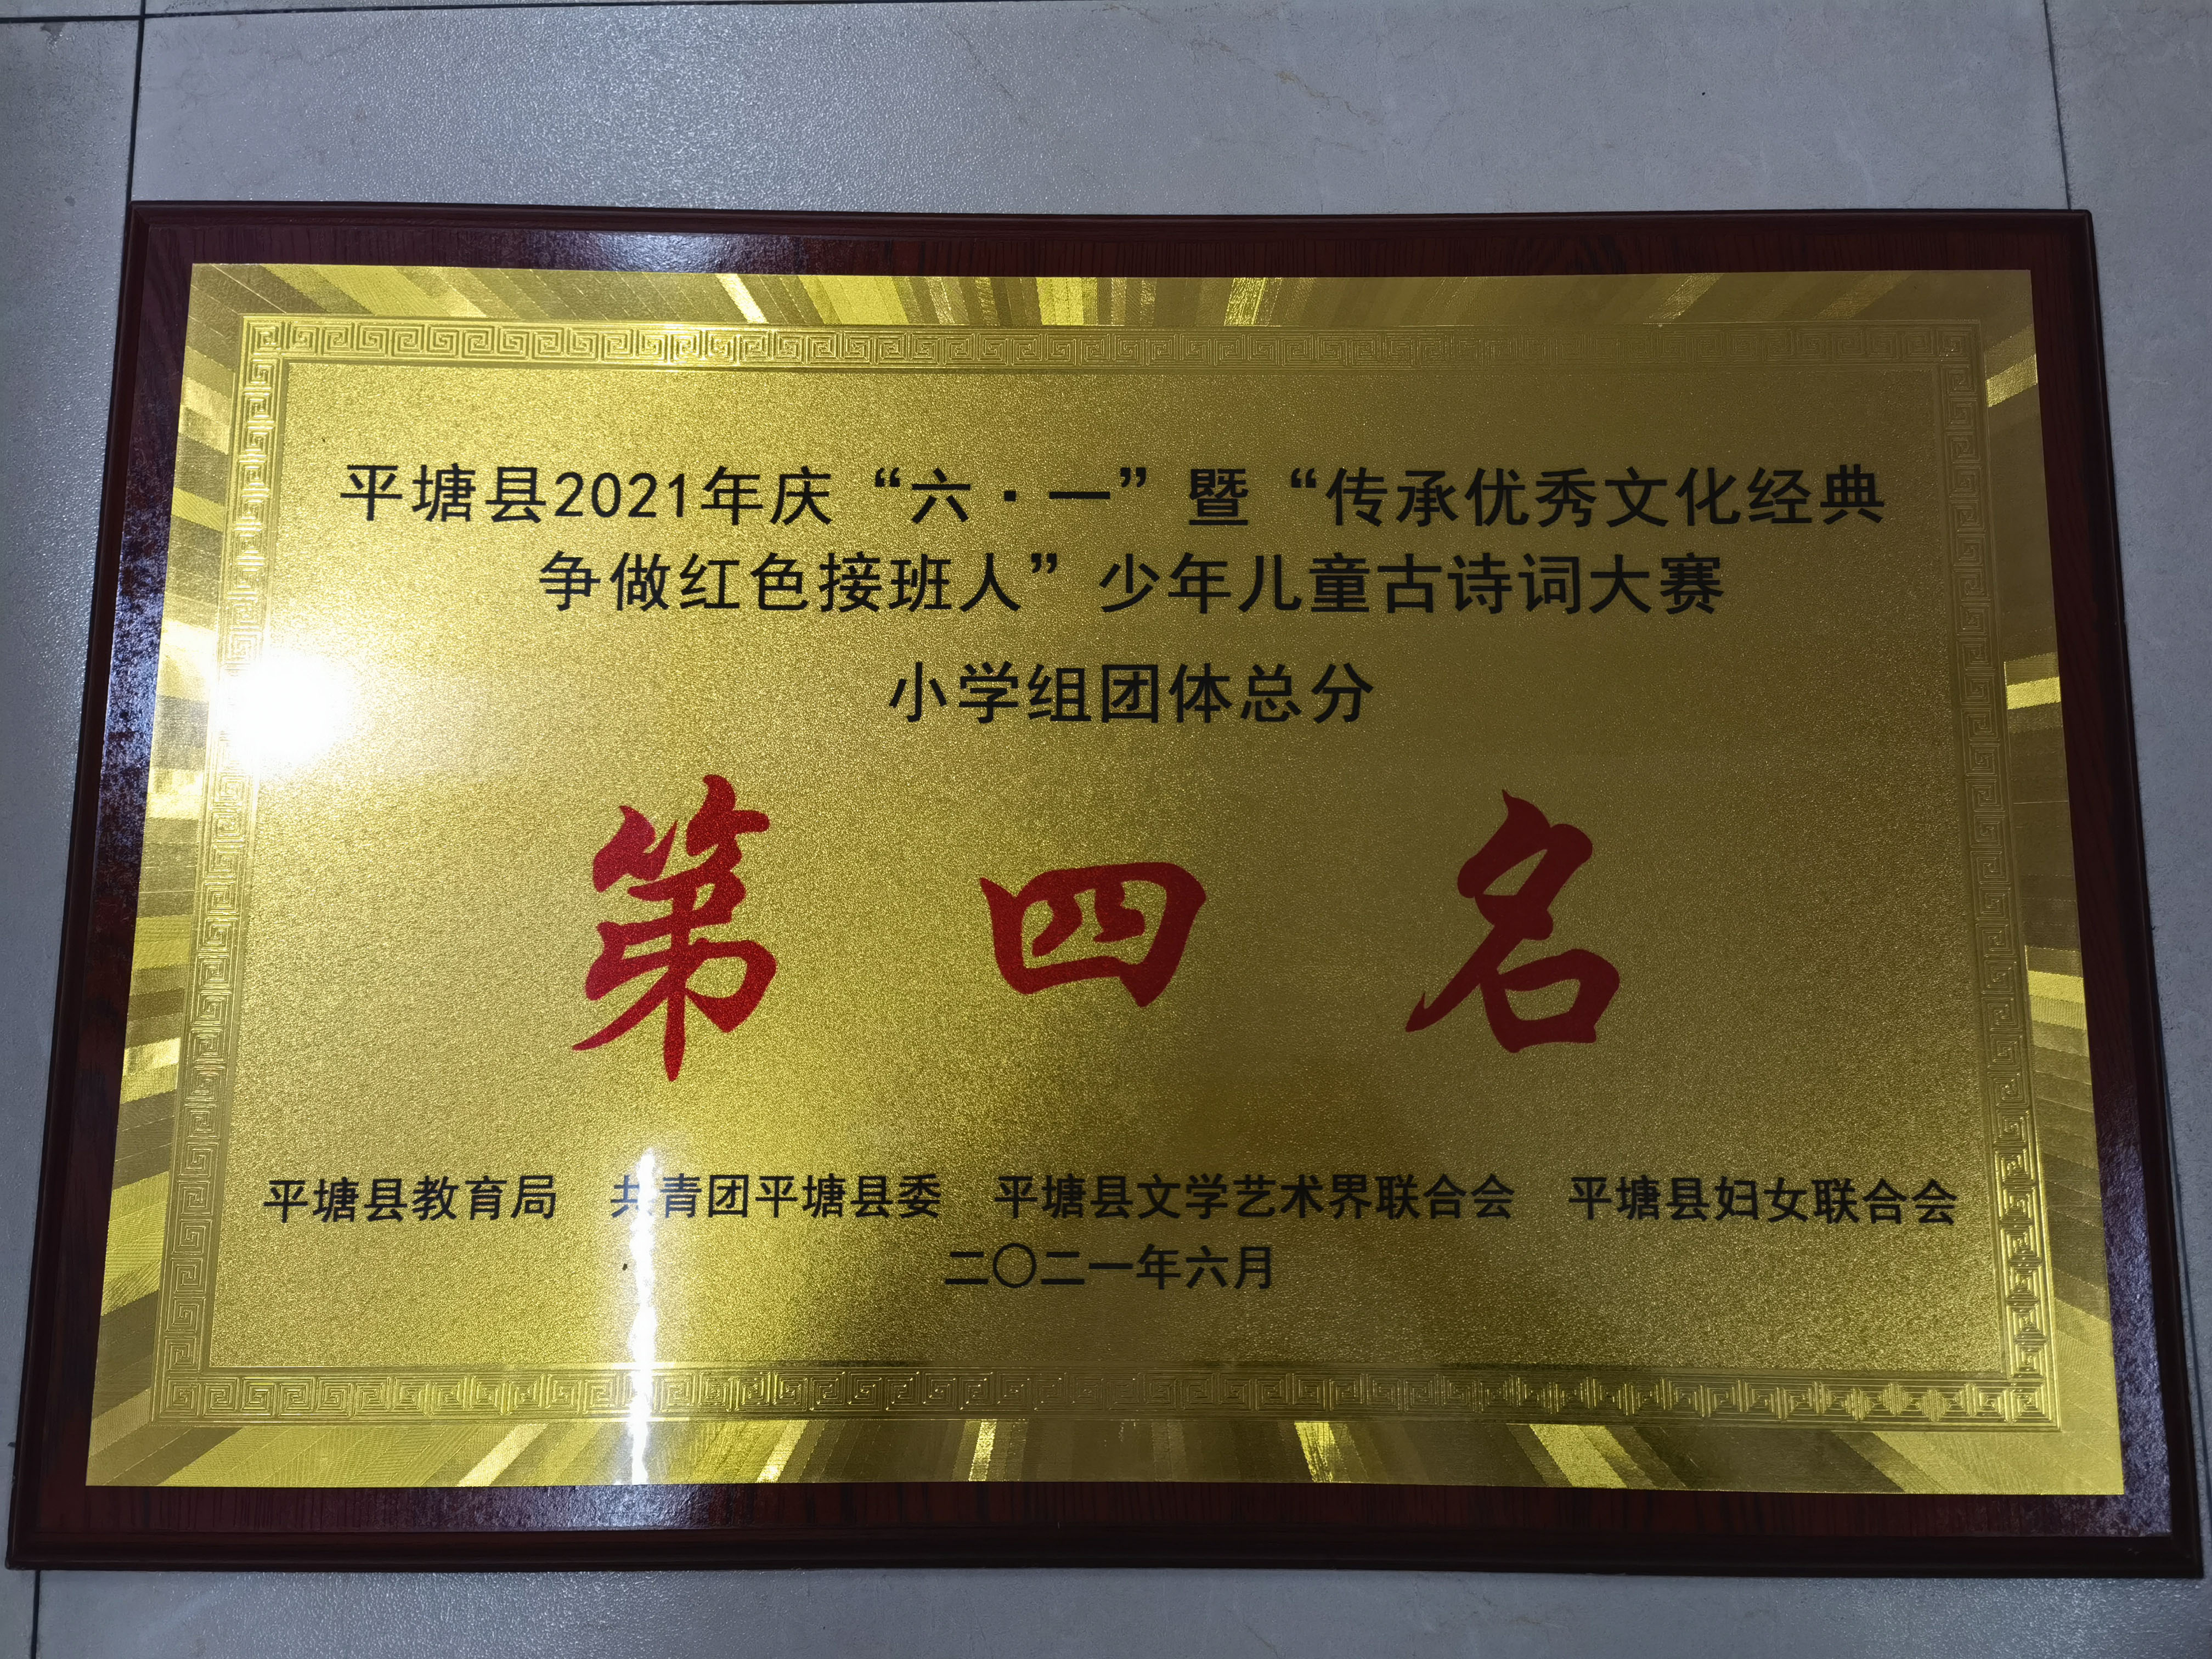 平塘县2021年庆“六·一”暨“传承优秀文化经典
争做红色接班人”少年儿童古诗词大赛
小学组团体总分
第四名
平塘县教育局 共青团平塘县委 平塘县文学艺术界联合会 平塘县妇女联合会
二〇二一年六月